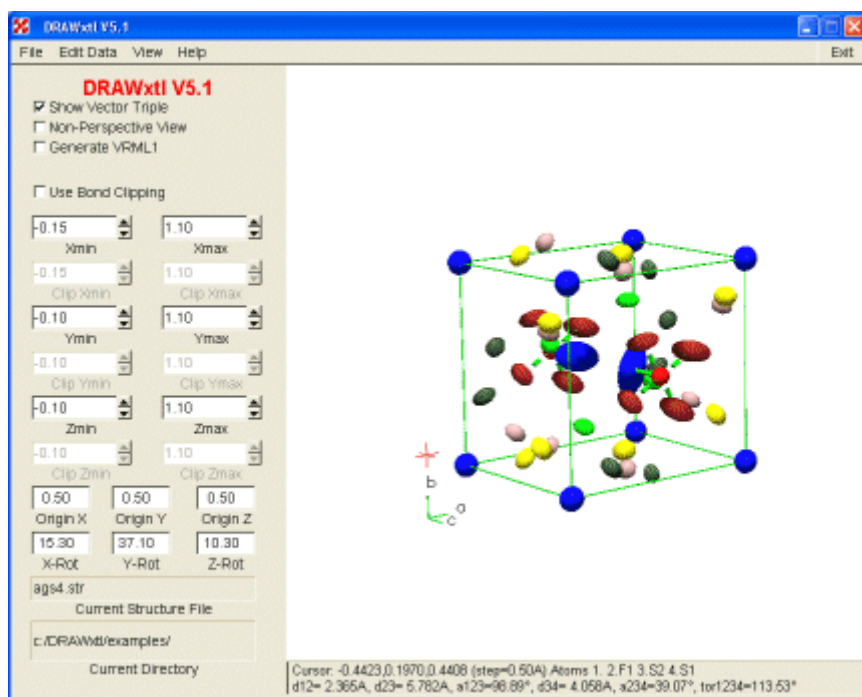 DRAWxtl V5.1
File Edit Data View Help Exit
DRAWxtl V5.1
Show Vector Triple
Non-Perspective View
Generate VRML1
Use Bond Clipping
-0.15 1.10
Xmin Xmax
-0.15 1.10
Clip Xmin Clip Xmax
-0.10 1.10
Ymin Ymax
-0.10 1.10
Clip Ymin Clip Ymax
-0.10 1.10
Zmin Zmax
-0.10 1.10
Clip Zmin Clip Zmax
0.50 0.50 0.50
Origin X Origin Y Origin Z
15.30 37.10 10.30
X-Rot Y-Rot Z-Rot
ags4.str
Current Structure File
c:/DRAWxtl/examples/
Current Directory
b
a
c
Cursor: -0.4423,0.1970,0.4408 (step=0.50A) Atoms 1. 2.F1 3.S2 4.S1
d12= 2.365A, d23= 5.782A, a123=98.89°, d34= 4.058A, a234=39.07°, tor1234=113.53°